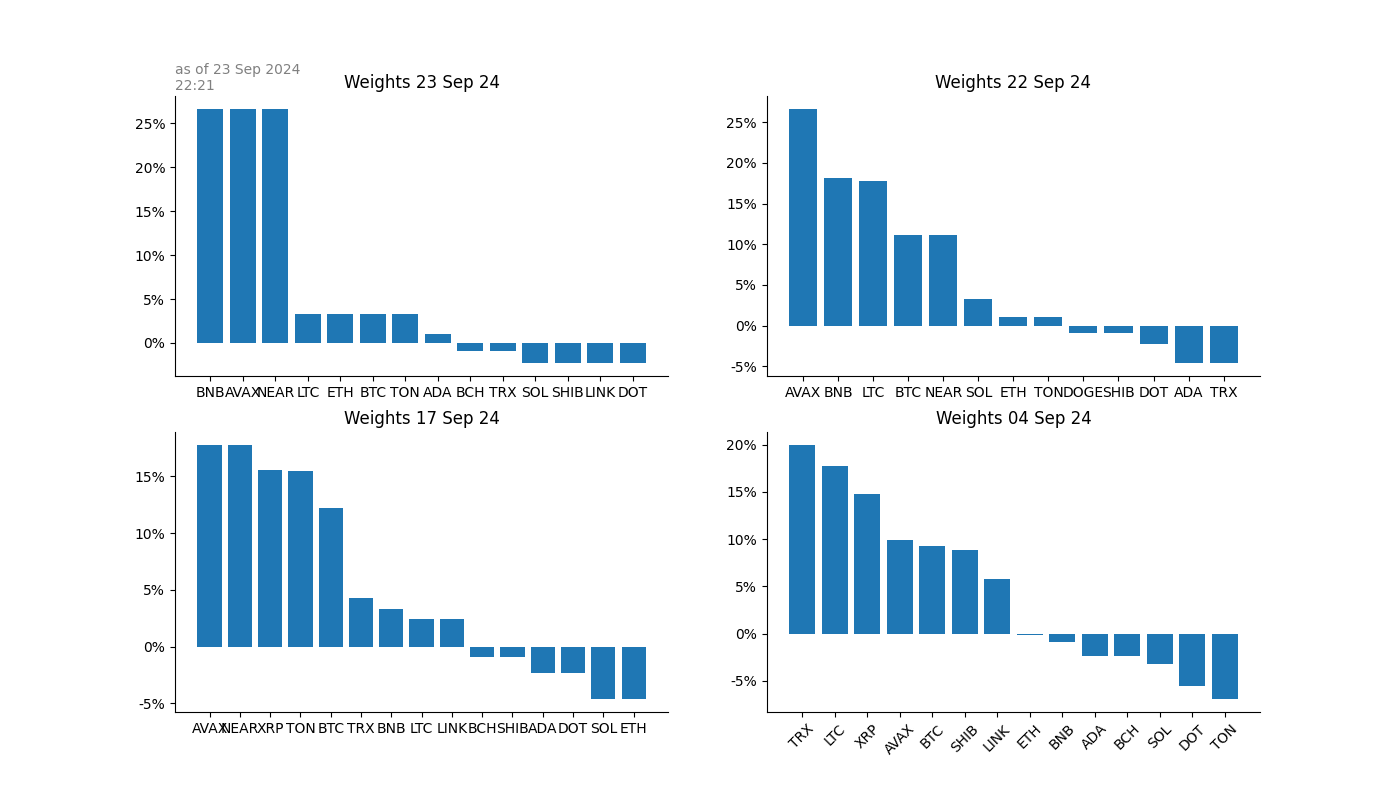 as of 23 Sep 2024
22:21
Weights 23 Sep 24
25%
20%
15%
10%
5%
0%
BNB AVAX NEAR LTC ETH BTC TON ADA BCH TRX SOL SHIB LINK DOT
Weights 22 Sep 24
25%
20%
15%
10%
5%
0%
-5%
AVAX BNB LTC BTC NEAR SOL ETH TON DOGE SHIB DOT ADA TRX
Weights 17 Sep 24
15%
10%
5%
0%
-5%
AVAX NEAR XRP TON BTC TRX BNB LTC LINK BCH SHIB ADA DOT SOL ETH
Weights 04 Sep 24
20%
15%
10%
5%
0%
-5%
TRX LTC XRP AVAX BTC SHIB LINK ETH BNB ADA BCH SOL DOT TON